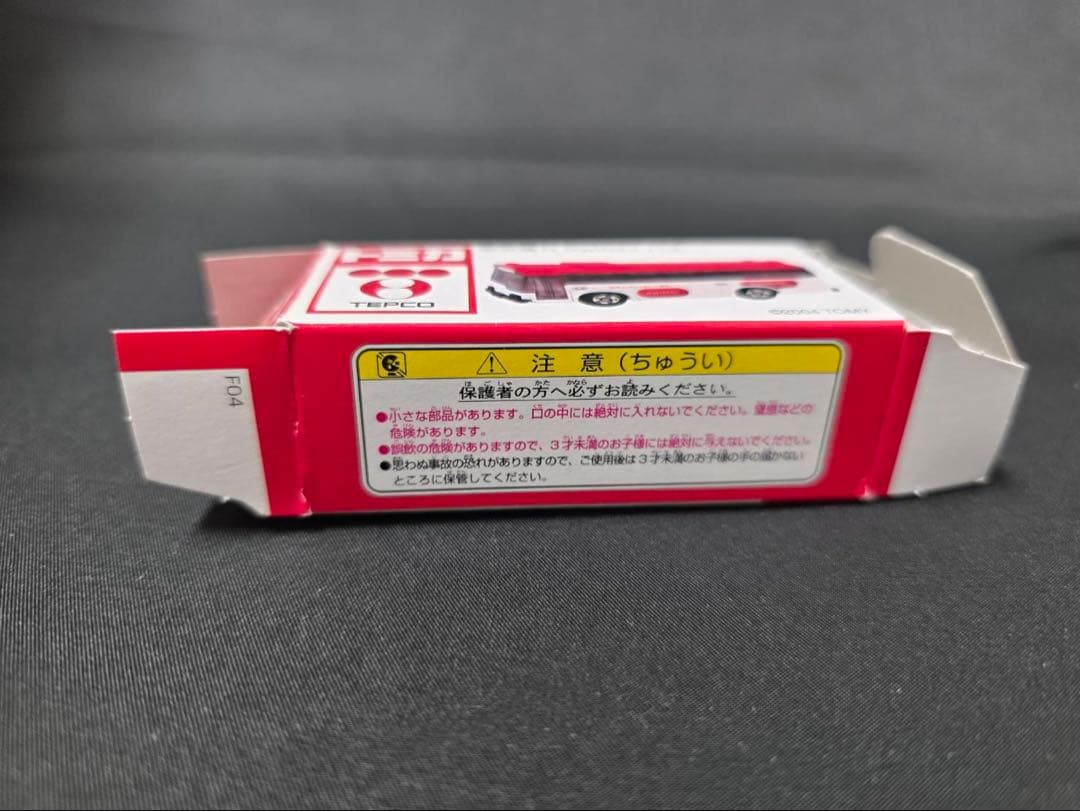 トミカ
TEPCO
©2004 TOMY
F04
注 意（ちゅうい）
保護者の方へ必ずお読みください。
●小さな部品があります。口の中には絶対に入れないでください。窒息などの
危険があります。
●誤飲の危険がありますので、3才未満のお子様には絶対に与えないでください。
●思わぬ事故の恐れがありますので、ご使用後は3才未満のお子様の手の届かない
ところに保管してください。